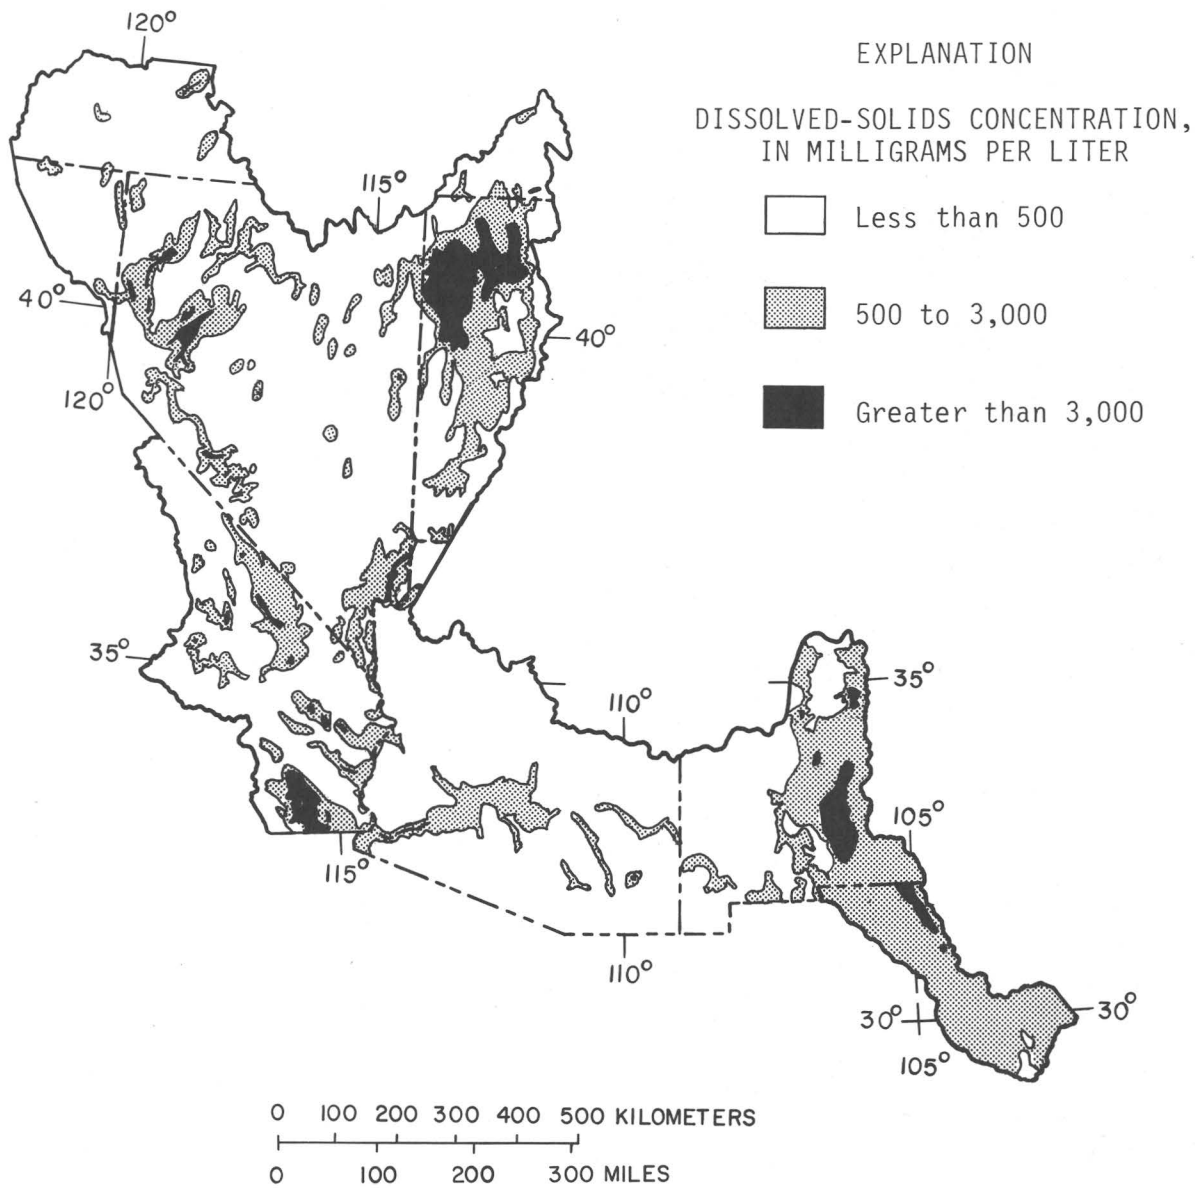 120°
EXPLANATION
DISSOLVED-SOLIDS CONCENTRATION,
IN MILLIGRAMS PER LITER
115°
Less than 500
40°
500 to 3,000
40°
120°
Greater than 3,000
35°
35°
110°
105°
115°
110°
30°
30°
105°
0 100 200 300 400 500 KILOMETERS
0 100 200 300 MILES